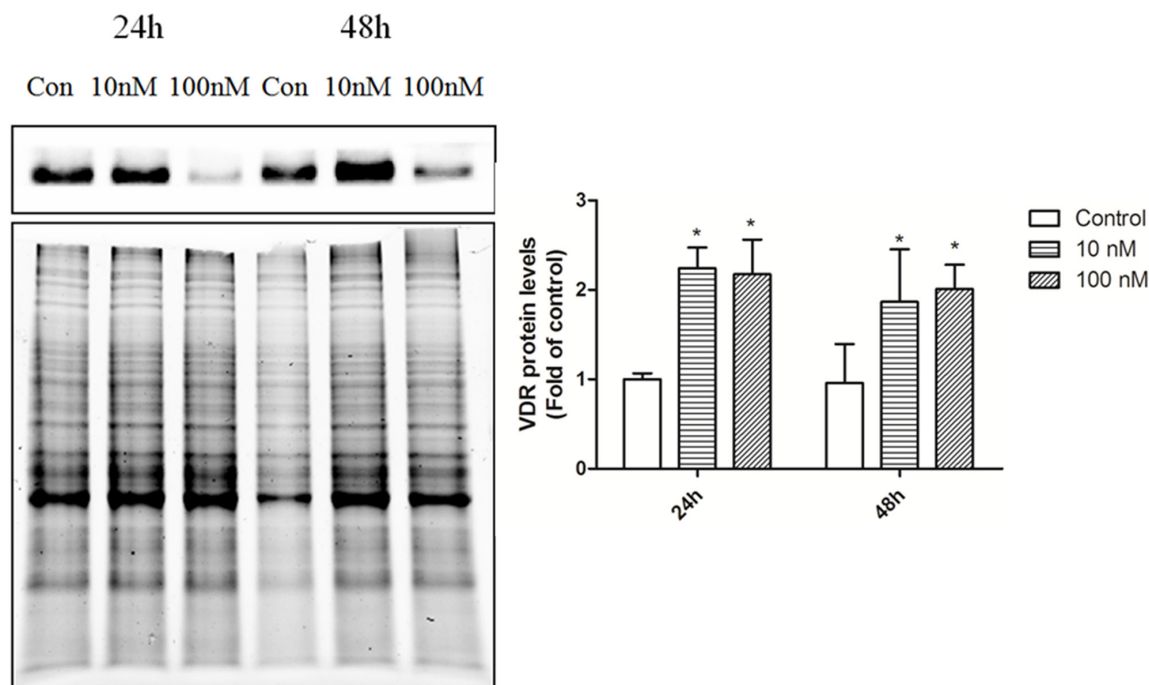 24h 48h
Con 10nM 100nM Con 10nM 100nM
VDR protein levels
(Fold of control)
3
2
1
0
* * * *
24h 48h
Control
10 nM
100 nM